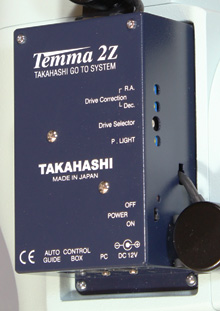 Temma 2Z
TAKAHASHI GO TO SYSTEM
R.A.
Drive Correction
Dec.
Drive Selector
P. LIGHT
TAKAHASHI
MADE IN JAPAN
OFF
POWER
ON
CE AUTO GUIDE CONTROL BOX PC DC 12V